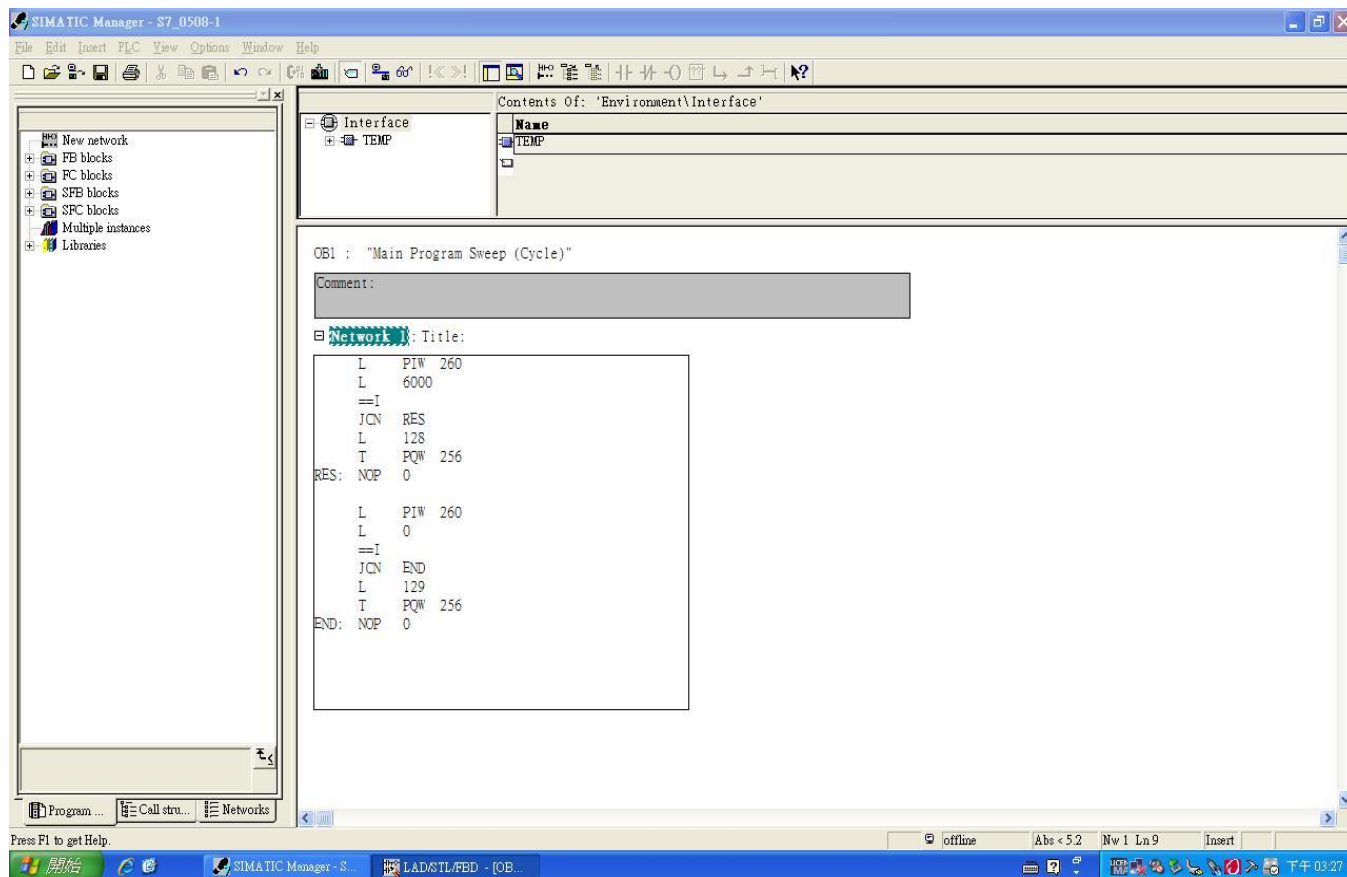 SIMATIC Manager - S7_0508-1
File Edit Insert PLC View Options Window Help
New network
FB blocks
FC blocks
SFB blocks
SFC blocks
Multiple instances
Libraries
Interface
TEMP
Contents Of: 'Environment\Interface'
Name
TEMP
OB1 : "Main Program Sweep (Cycle)"
Comment:
Network 1: Title:
L PIW 260
L 6000
==I
JCN RES
L 128
T PQW 256
RES: NOP 0
L PIW 260
L 0
==I
JCN END
L 129
T PQW 256
END: NOP 0
Program ... Call stru... Networks
Press F1 to get Help.
offline Abs < 5.2 Nw 1 Ln 9 Insert
開始 SIMATIC Manager - S... LAD/STL/FBD - [OB... 下午 03:27